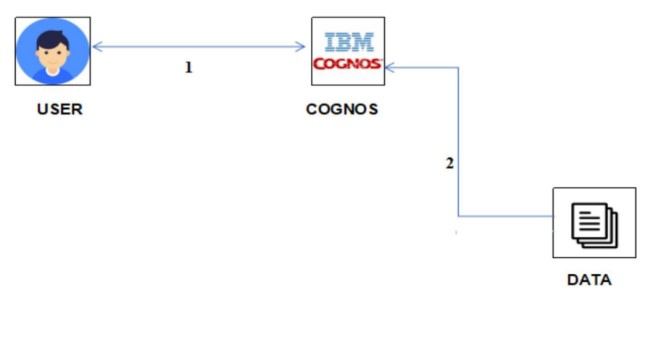 IBM
COGNOS
1
USER
COGNOS
2
DATA